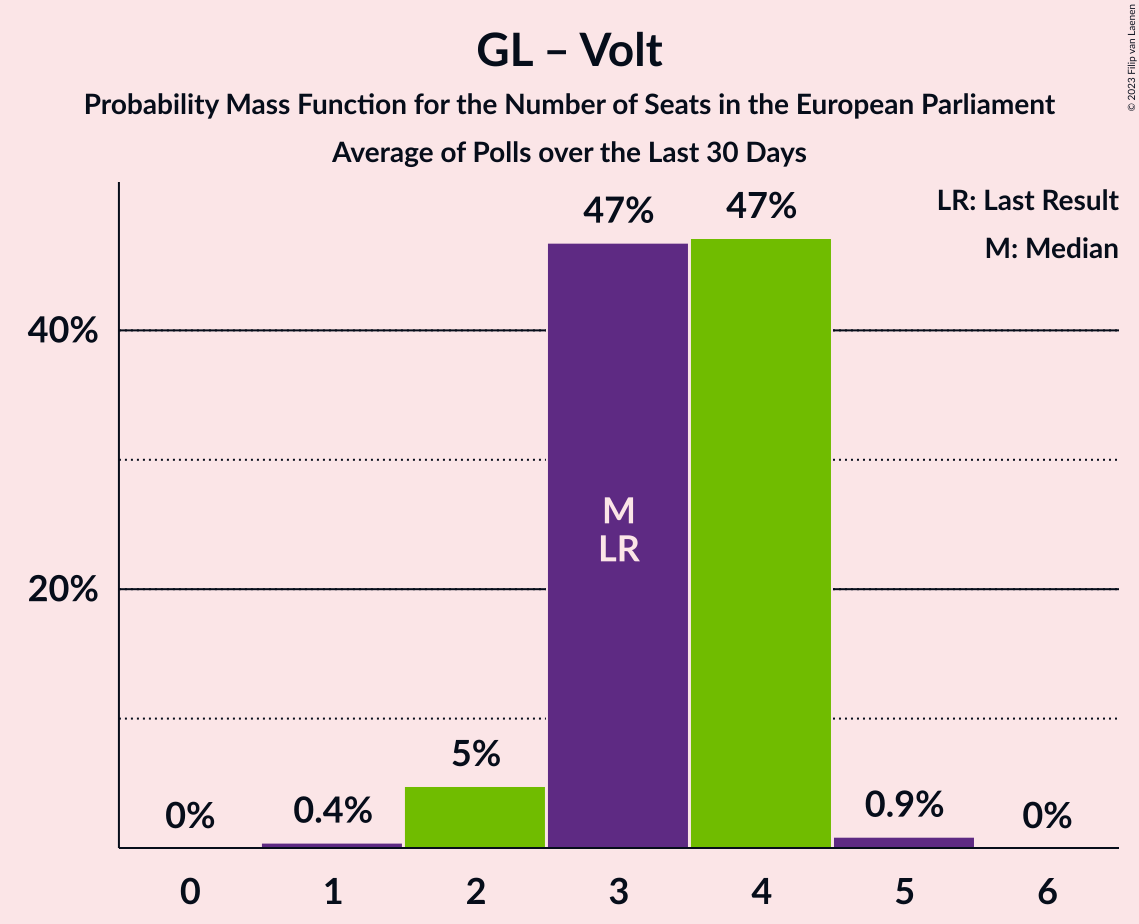 GL – Volt
Probability Mass Function for the Number of Seats in the European Parliament
Average of Polls over the Last 30 Days
© 2023 Filip van Laenen
LR: Last Result
M: Median
47%
47%
40%
M
LR
20%
5%
0%
0.4%
0.9%
0%
0
1
2
3
4
5
6